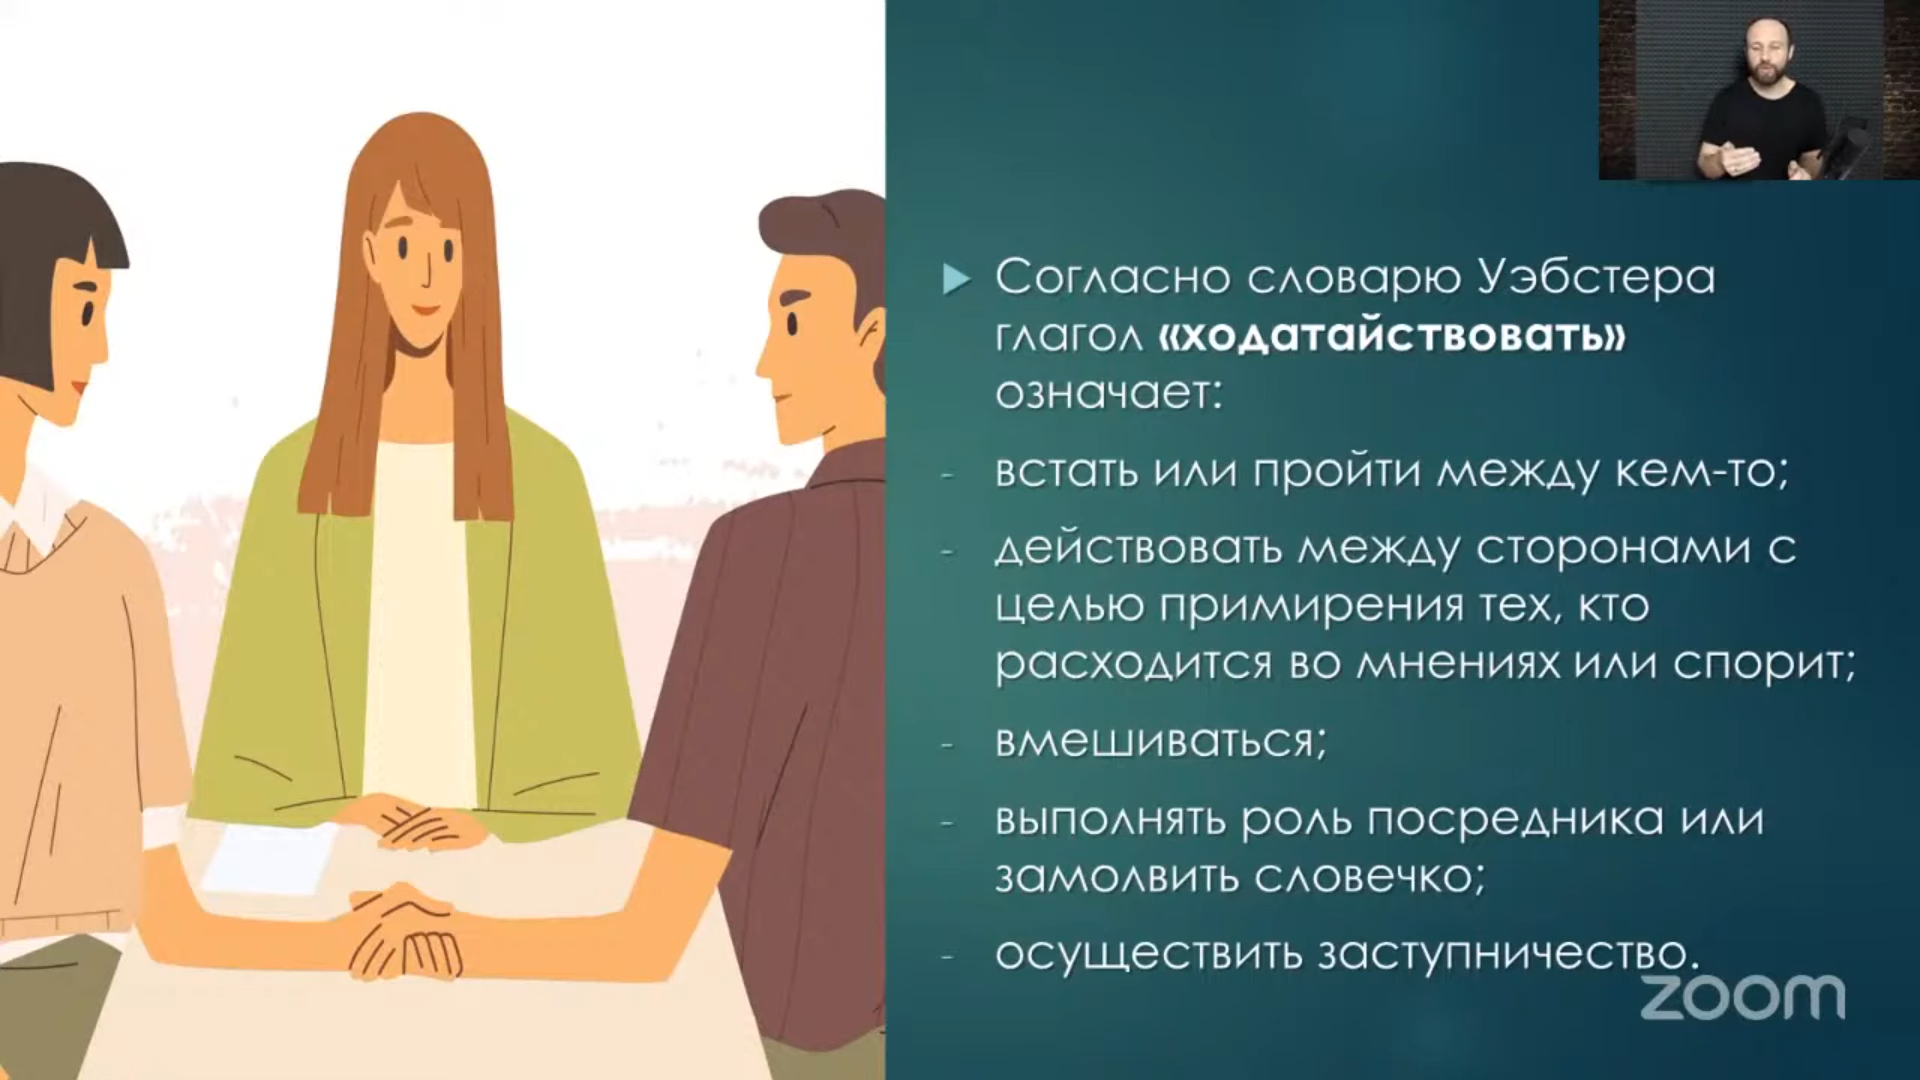 Согласно словарю Уэбстера
глагол «ходатайствовать»
означает:
- встать или пройти между кем-то;
- действовать между сторонами с
целью примирения тех, кто
расходится во мнениях или спорит;
- вмешиваться;
- выполнять роль посредника или
замолвить словечко;
- осуществить заступничество.
zoom